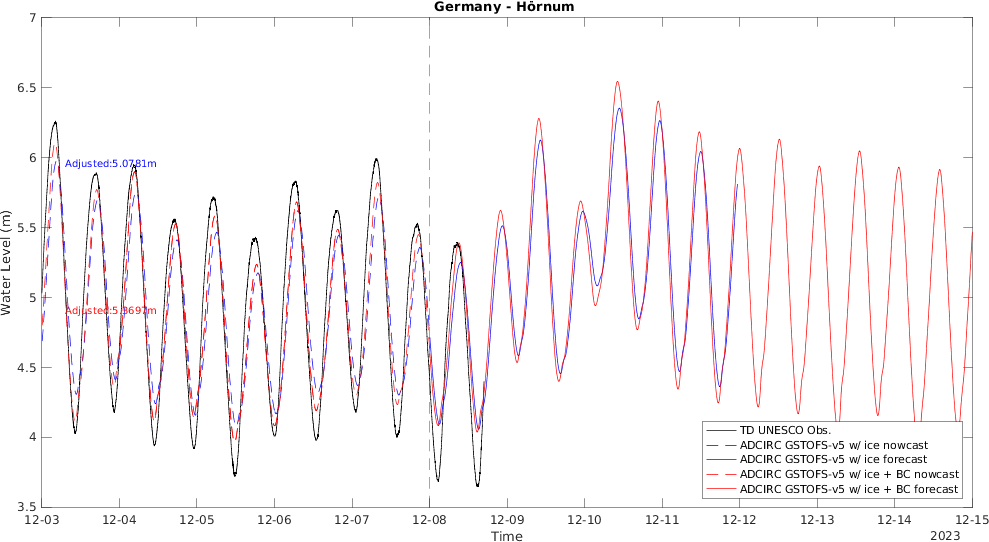 Germany - Hörnum
7
6.5
6
5.5
5
4.5
4
3.5
Water Level (m)
Adjusted:5.0781m
TD UNESCO Obs.
ADCIRC GSTOFS-v5 w/ ice nowcast
ADCIRC GSTOFS-v5 w/ ice forecast
ADCIRC GSTOFS-v5 w/ ice + BC nowcast
ADCIRC GSTOFS-v5 w/ ice + BC forecast
12-03 12-04 12-05 12-06 12-07 12-08 12-09 12-10 12-11 12-12 12-13 12-14 12-15
Time
2023